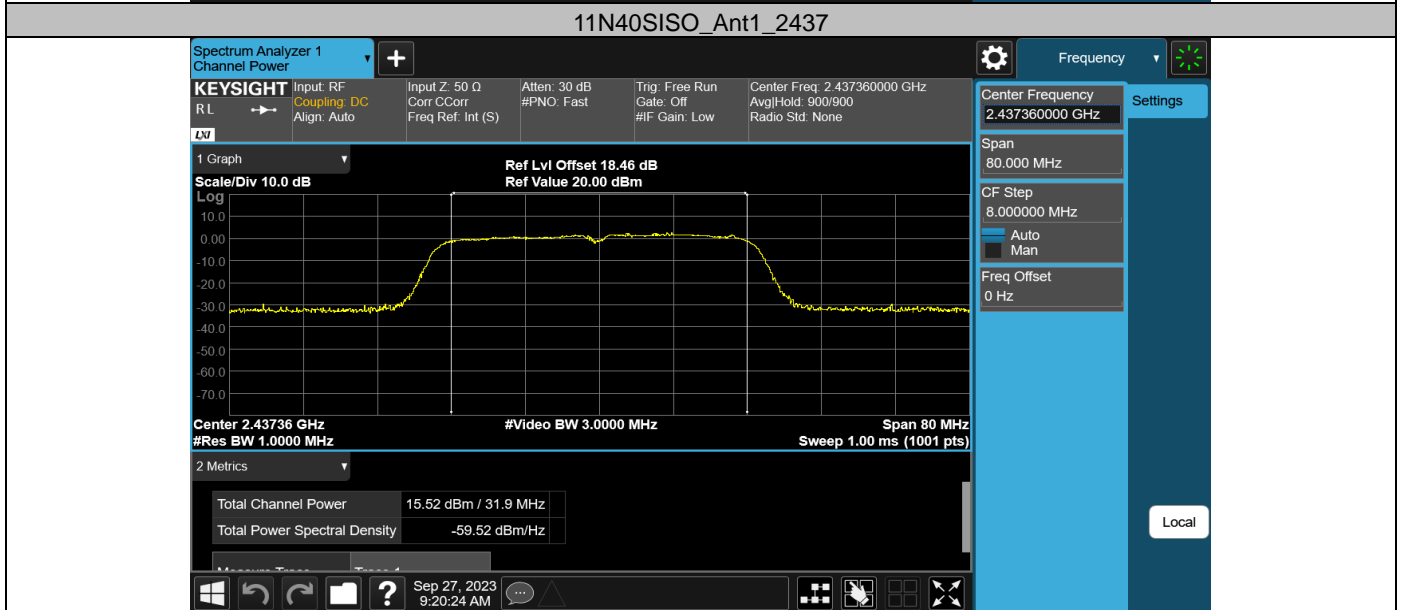 11N40SISO_Ant1_2437
Spectrum Analyzer 1
Channel Power
+
Frequency
KEYSIGHT
R L
LXI
Input: RF
Coupling: DC
Align: Auto
Input Z: 50 Ω
Corr CCorr
Freq Ref: Int (S)
Atten: 30 dB
#PNO: Fast
Trig: Free Run
Gate: Off
#IF Gain: Low
Center Freq: 2.437360000 GHz
Avg|Hold: 900/900
Radio Std: None
Center Frequency
2.437360000 GHz
Settings
Span
80.000 MHz
CF Step
8.000000 MHz
Auto
Man
Freq Offset
0 Hz
Local
1 Graph
Scale/Div 10.0 dB
Ref Lvl Offset 18.46 dB
Ref Value 20.00 dBm
Log
10.0
0.00
-10.0
-20.0
-30.0
-40.0
-50.0
-60.0
-70.0
Center 2.43736 GHz
#Video BW 3.0000 MHz
Span 80 MHz
#Res BW 1.0000 MHz
Sweep 1.00 ms (1001 pts)
2 Metrics
Total Channel Power 15.52 dBm / 31.9 MHz
Total Power Spectral Density -59.52 dBm/Hz
Measure Trace Trace 1
?
Sep 27, 2023
9:20:24 AM